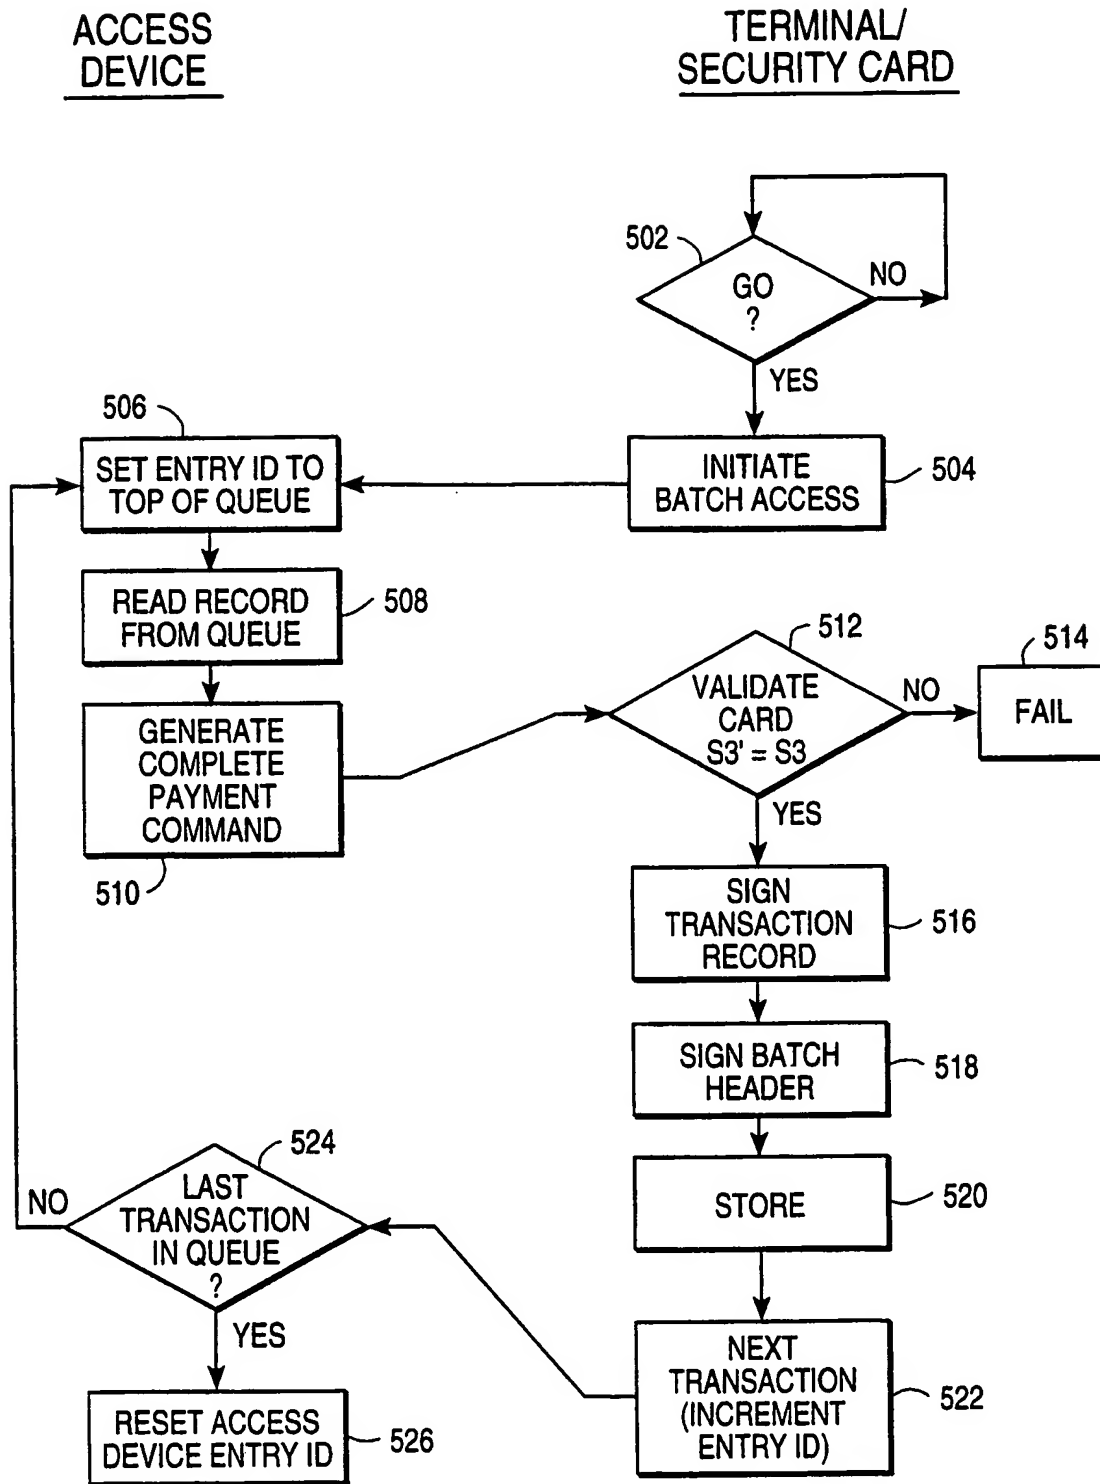 ACCESS
DEVICE
TERMINAL/
SECURITY CARD
502
GO
?
NO
YES
506
SET ENTRY ID TO
TOP OF QUEUE
INITIATE
BATCH ACCESS
504
READ RECORD
FROM QUEUE
508
512
VALIDATE
CARD
S3' = S3
NO
514
FAIL
GENERATE
COMPLETE
PAYMENT
COMMAND
510
YES
SIGN
TRANSACTION
RECORD
516
SIGN BATCH
HEADER
518
524
LAST
TRANSACTION
IN QUEUE
?
NO
STORE
520
YES
NEXT
TRANSACTION
(INCREMENT
ENTRY ID)
522
RESET ACCESS
DEVICE ENTRY ID
526